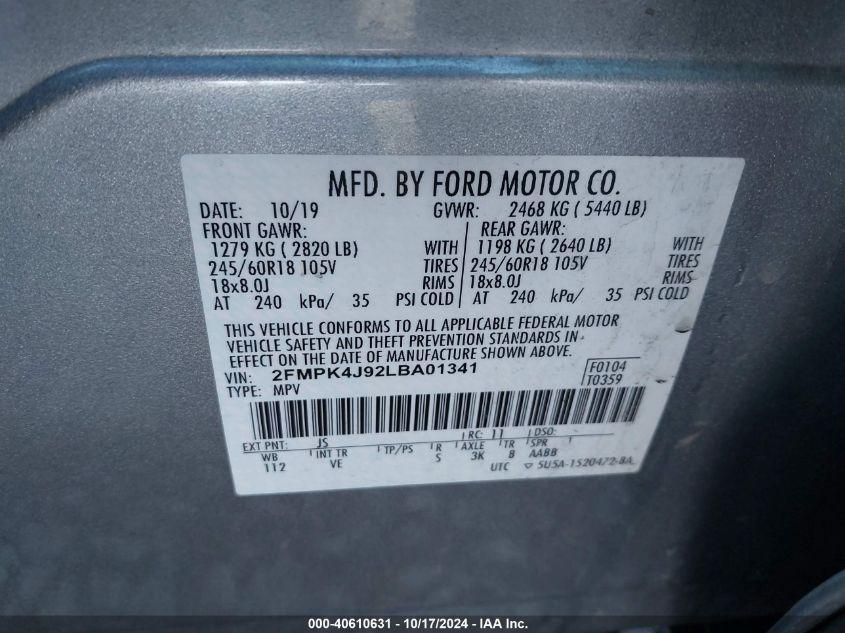 MFD. BY FORD MOTOR CO.
DATE: 10/19 GVWR: 2468 KG ( 5440 LB)
FRONT GAWR: REAR GAWR:
1279 KG ( 2820 LB) WITH 1198 KG ( 2640 LB) WITH
245/60R18 105V TIRES 245/60R18 105V TIRES
18x8.0J RIMS 18x8.0J RIMS
AT 240 kPa/ 35 PSI COLD AT 240 kPa/ 35 PSI COLD
THIS VEHICLE CONFORMS TO ALL APPLICABLE FEDERAL MOTOR
VEHICLE SAFETY AND THEFT PREVENTION STANDARDS IN
EFFECT ON THE DATE OF MANUFACTURE SHOWN ABOVE.
VIN: 2FMPK4J92LBA01341 F0104
TYPE: MPV T0359
EXT PNT: JS RC: 11 DSO:
WB INT TR TP/PS R AXLE TR SPR
112 VE S 3K 8 AABB
UTC 5U5A-1520472-BA
000-40610631 - 10/17/2024 - IAA Inc.